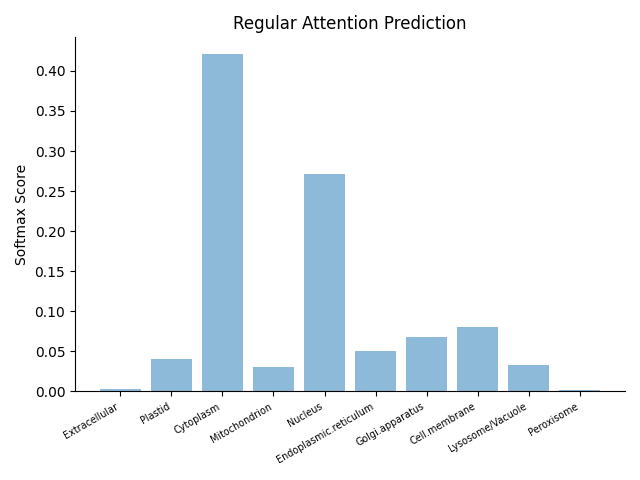 Regular Attention Prediction
Softmax Score
0.40
0.35
0.30
0.25
0.20
0.15
0.10
0.05
0.00
Extracellular
Plastid
Cytoplasm
Mitochondrion
Nucleus
Endoplasmic.reticulum
Golgi.apparatus
Cell.membrane
Lysosome/Vacuole
Peroxisome